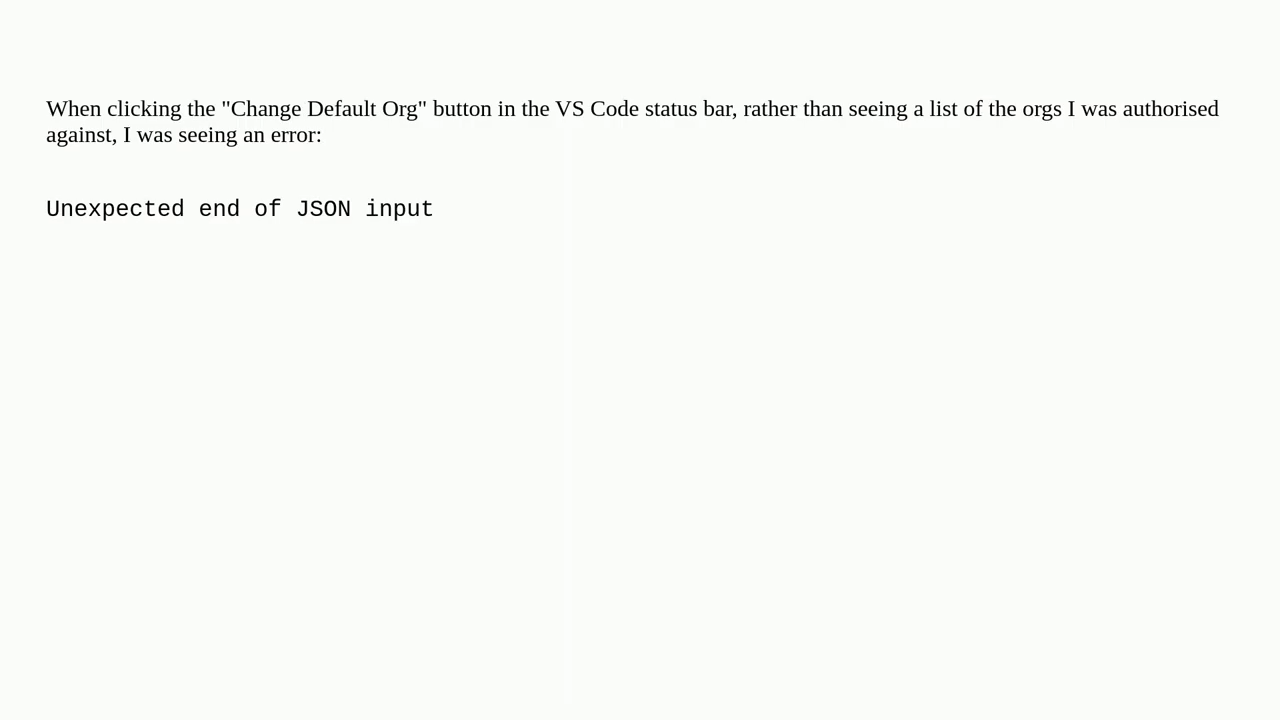 When clicking the "Change Default Org" button in the VS Code status bar, rather than seeing a list of the orgs I was authorised
against, I was seeing an error:
Unexpected end of JSON input